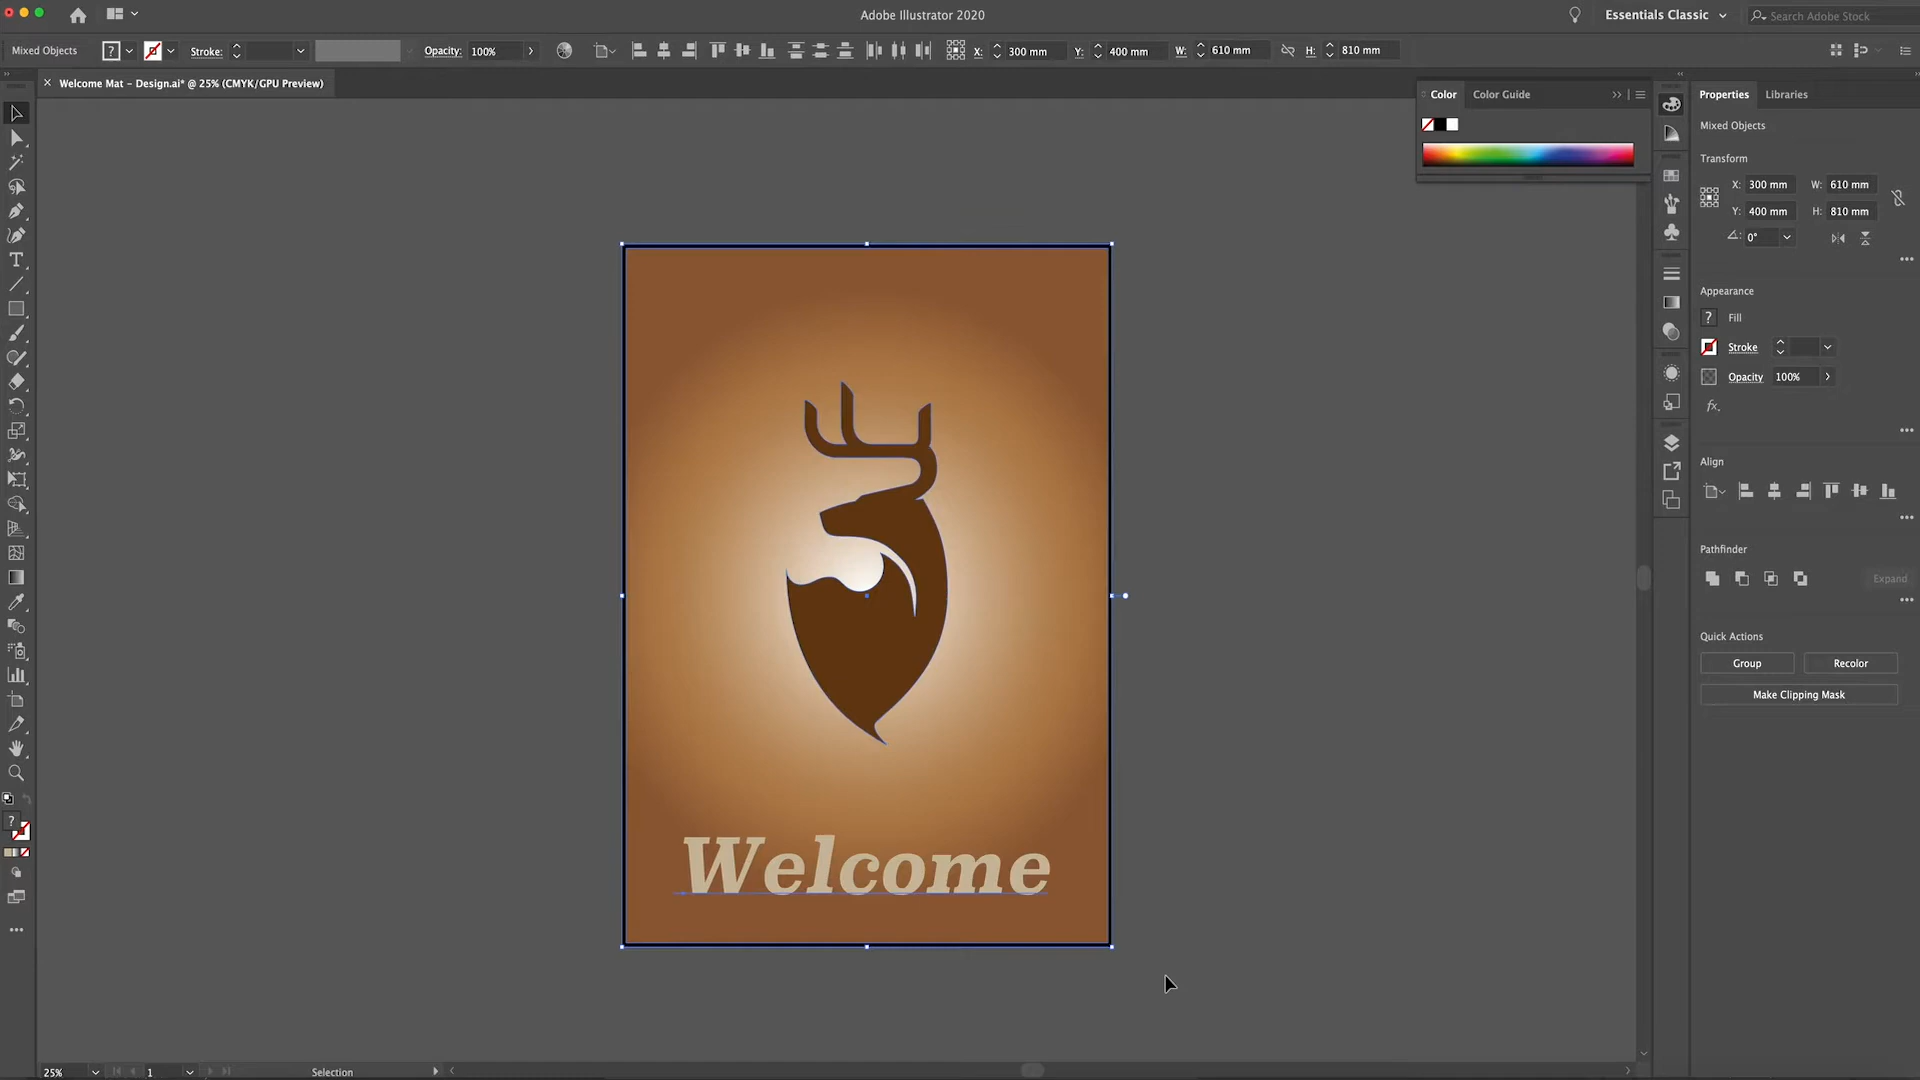 Adobe Illustrator 2020
Essentials Classic
Search Adobe Stock
Mixed Objects
?
Stroke:
Opacity: 100%
X: 300 mm
Y: 400 mm
W: 610 mm
H: 810 mm
× Welcome Mat - Design.ai* @ 25% (CMYK/GPU Preview)
Color
Color Guide
Properties
Libraries
Mixed Objects
Transform
X: 300 mm
W: 610 mm
Y: 400 mm
H: 810 mm
0°
Appearance
? Fill
Stroke
Opacity 100%
fx.
Align
Pathfinder
Expand
Quick Actions
Group
Recolor
Make Clipping Mask
Welcome
?
25%
1
Selection